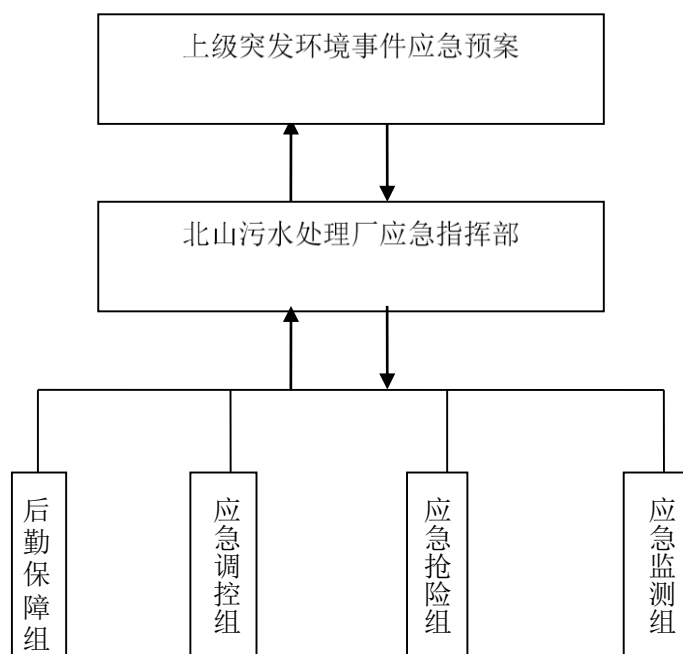 上级突发环境事件应急预案
北山污水处理厂应急指挥部
后勤保障组
应急调控组
应急抢险组
应急监测组